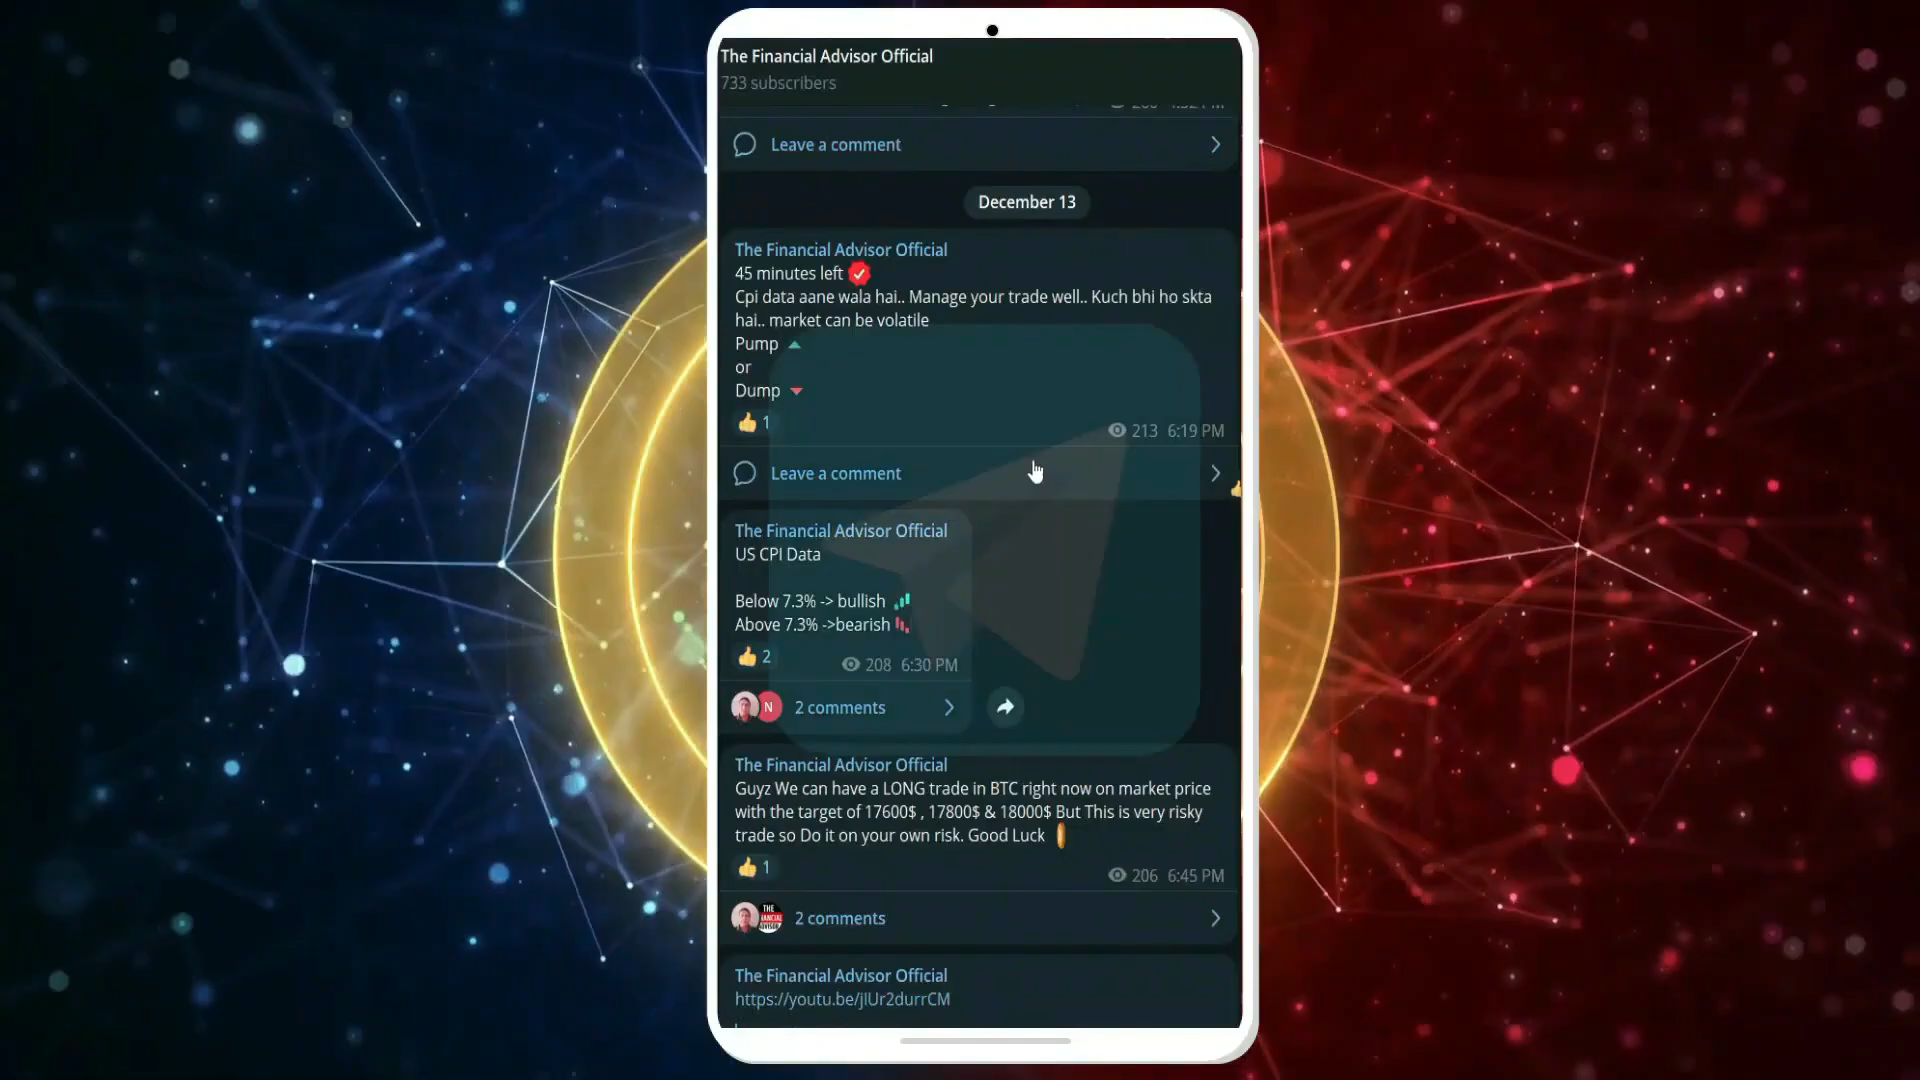 The Financial Advisor Official
733 subscribers
Leave a comment
December 13
The Financial Advisor Official
45 minutes left
Cpi data aane wala hai.. Manage your trade well.. Kuch bhi ho skta
hai.. market can be volatile
Pump
or
Dump
1
213 6:19 PM
Leave a comment
The Financial Advisor Official
US CPI Data
Below 7.3% -> bullish
Above 7.3% ->bearish
2
208 6:30 PM
N
2 comments
The Financial Advisor Official
Guyz We can have a LONG trade in BTC right now on market price
with the target of 17600$ , 17800$ & 18000$ But This is very risky
trade so Do it on your own risk. Good Luck
1
206 6:45 PM
THE
FINANCIAL
ADVISOR
2 comments
The Financial Advisor Official
https://youtu.be/jIUr2durrCM